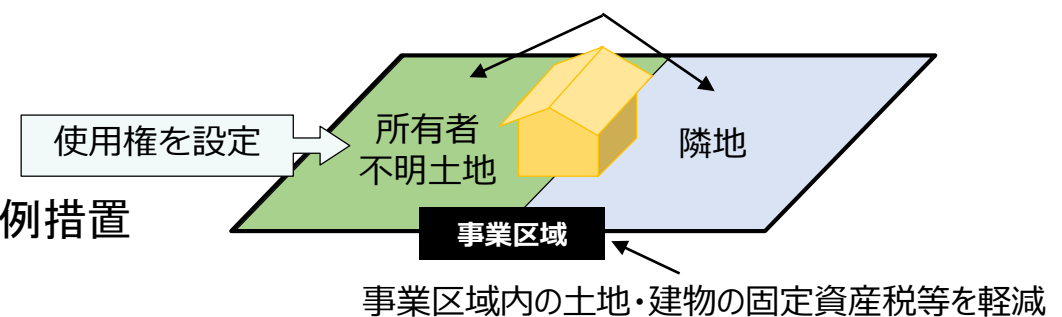 使用権を設定
所有者
不明土地
隣地
例措置
事業区域
事業区域内の土地・建物の固定資産税等を軽減